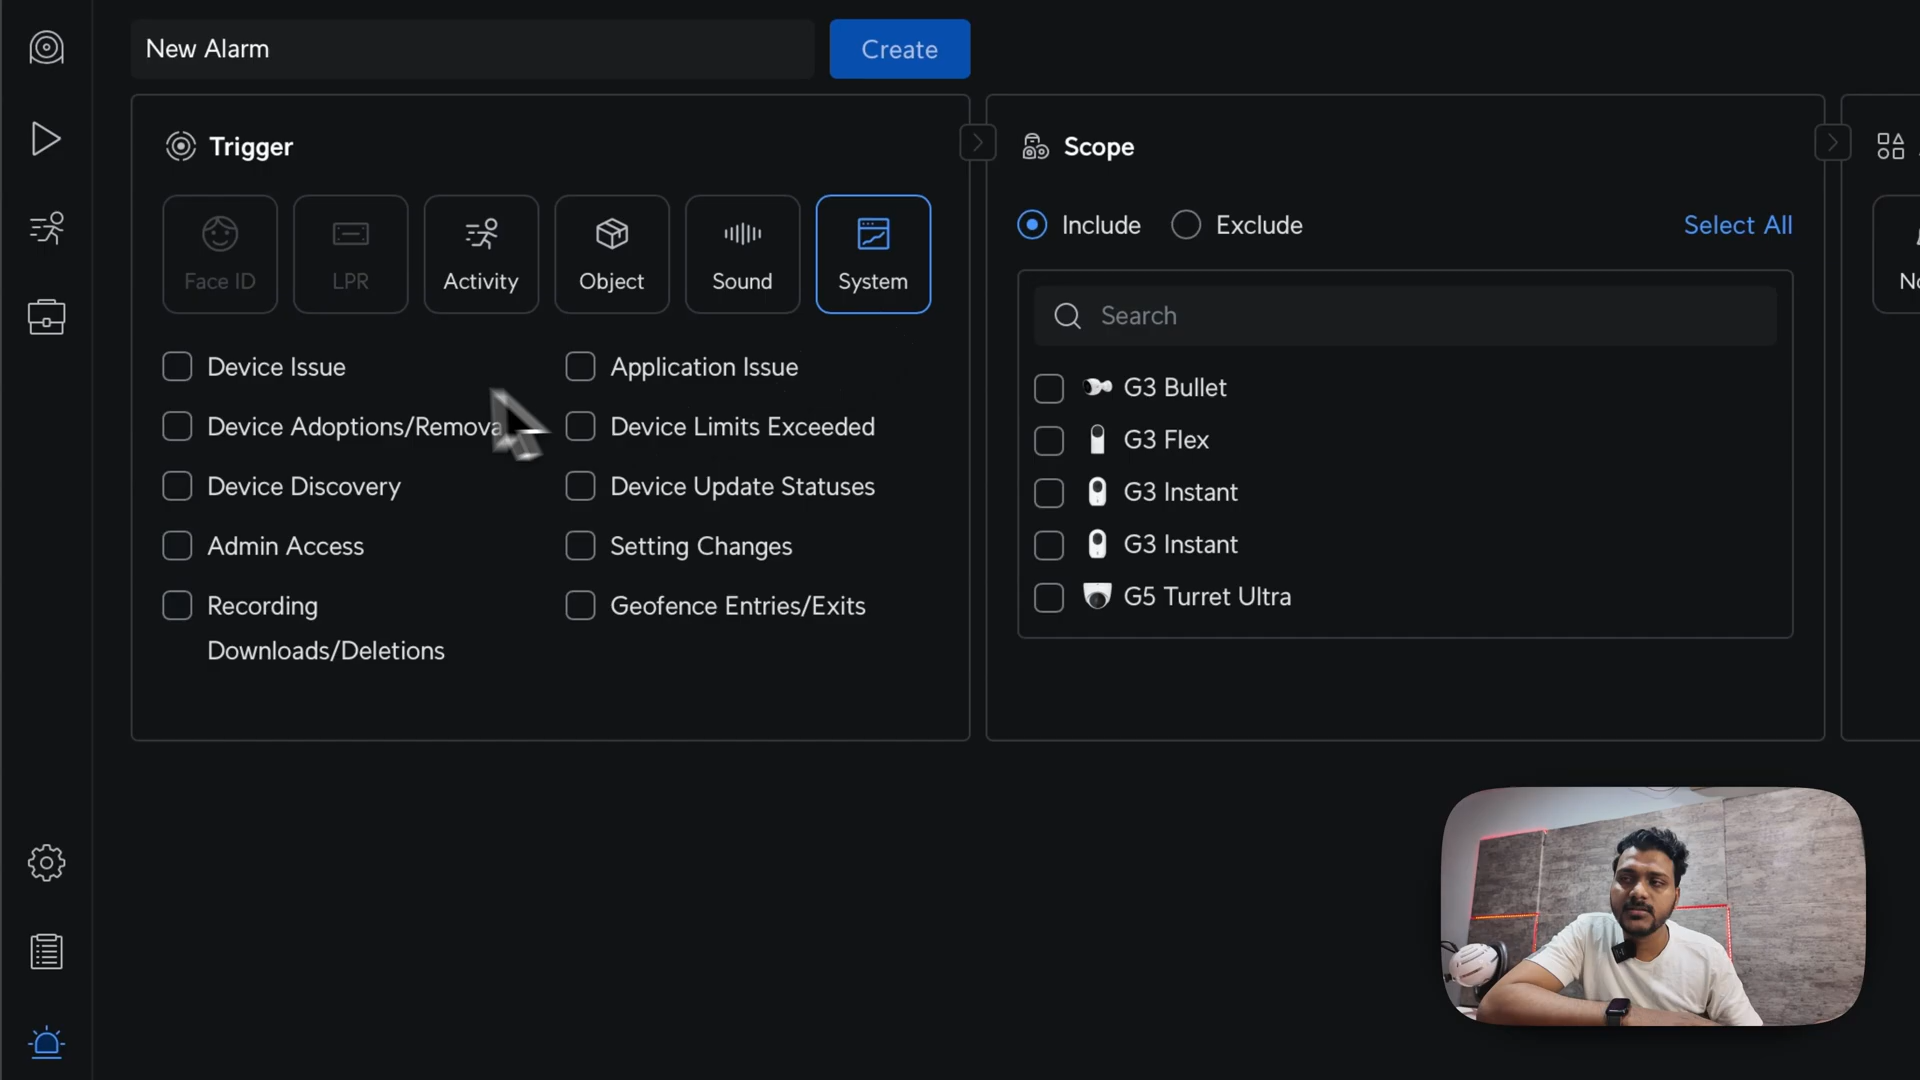 New Alarm
Create
Trigger
Face ID
LPR
Activity
Object
Sound
System
Device Issue
Application Issue
Device Adoptions/Remova
Device Limits Exceeded
Device Discovery
Device Update Statuses
Admin Access
Setting Changes
Recording
Downloads/Deletions
Geofence Entries/Exits
Scope
Include
Exclude
Select All
Search
G3 Bullet
G3 Flex
G3 Instant
G3 Instant
G5 Turret Ultra